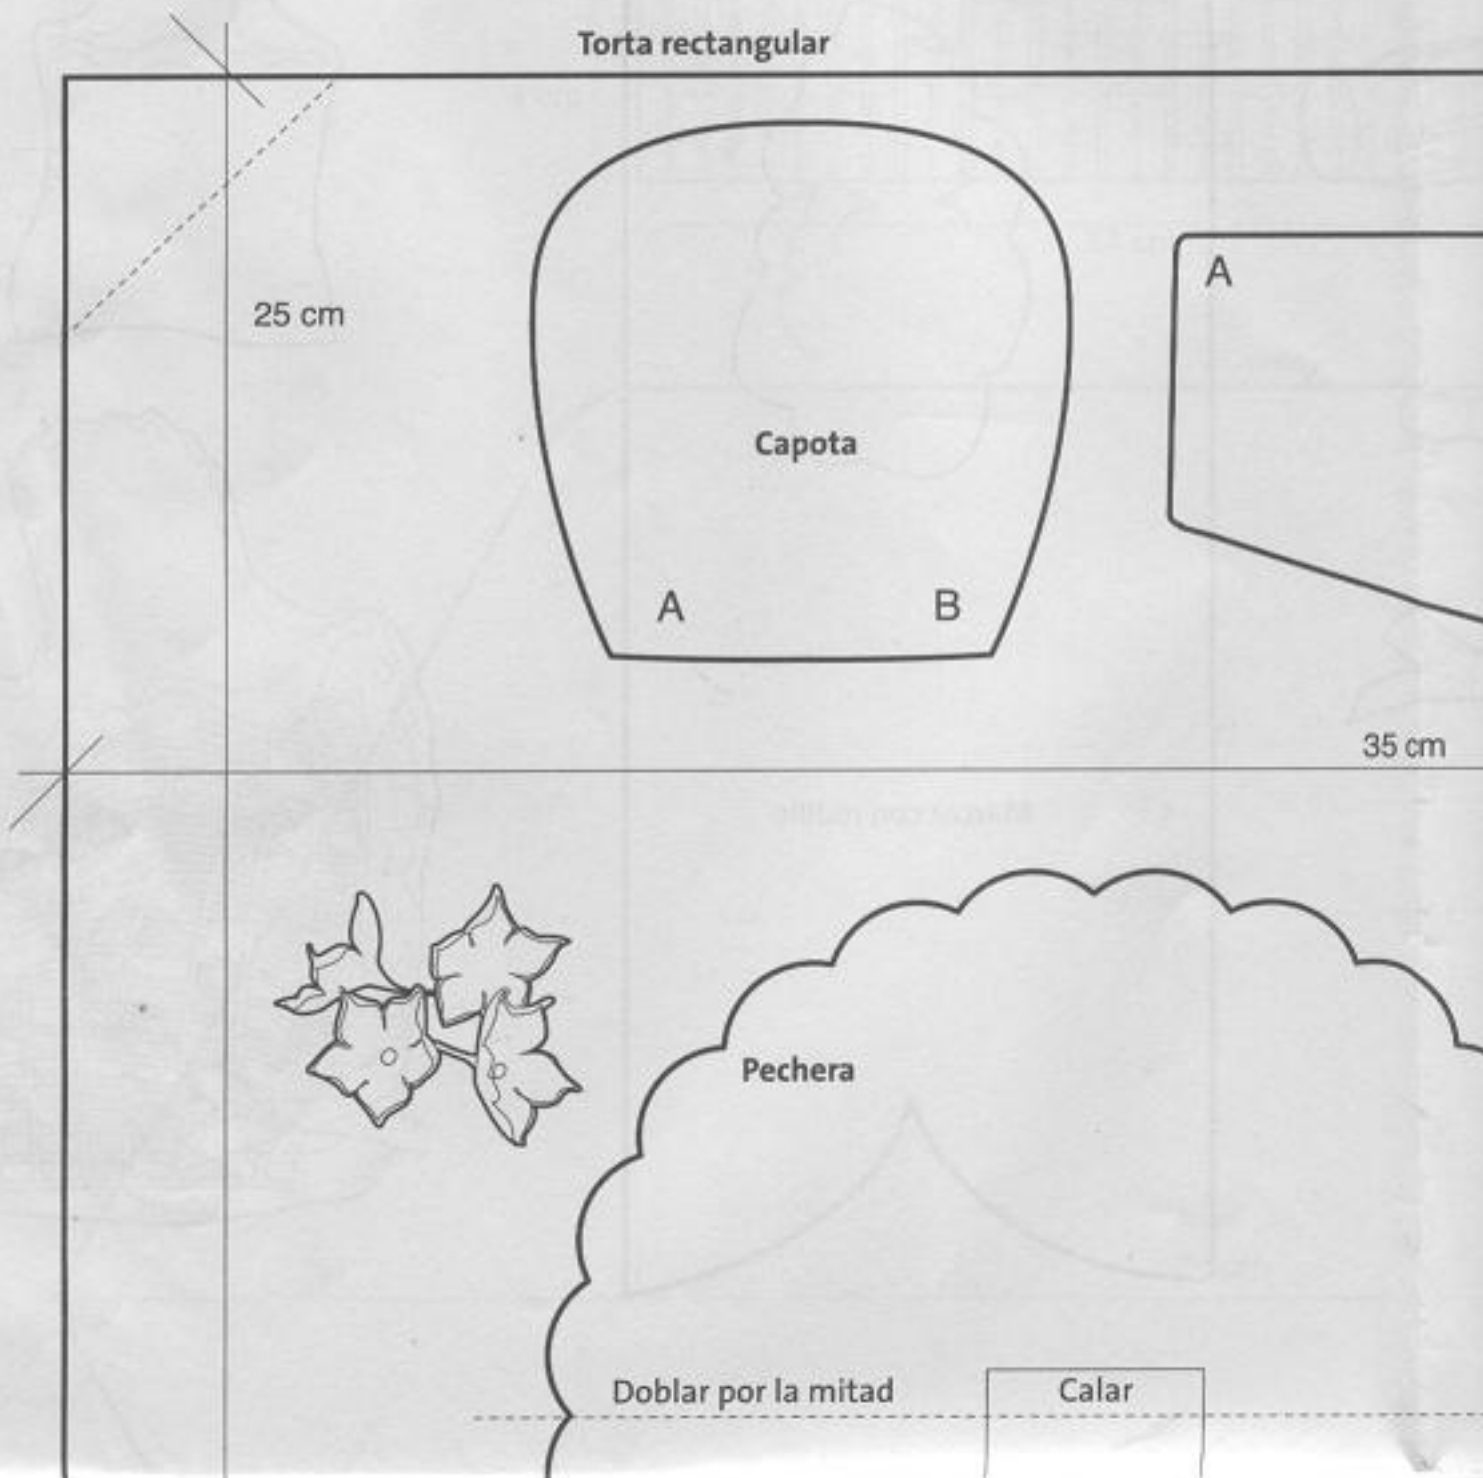 Torta rectangular
A
25 cm
Capota
A
B
35 cm
Pechera
Doblar por la mitad
Calar